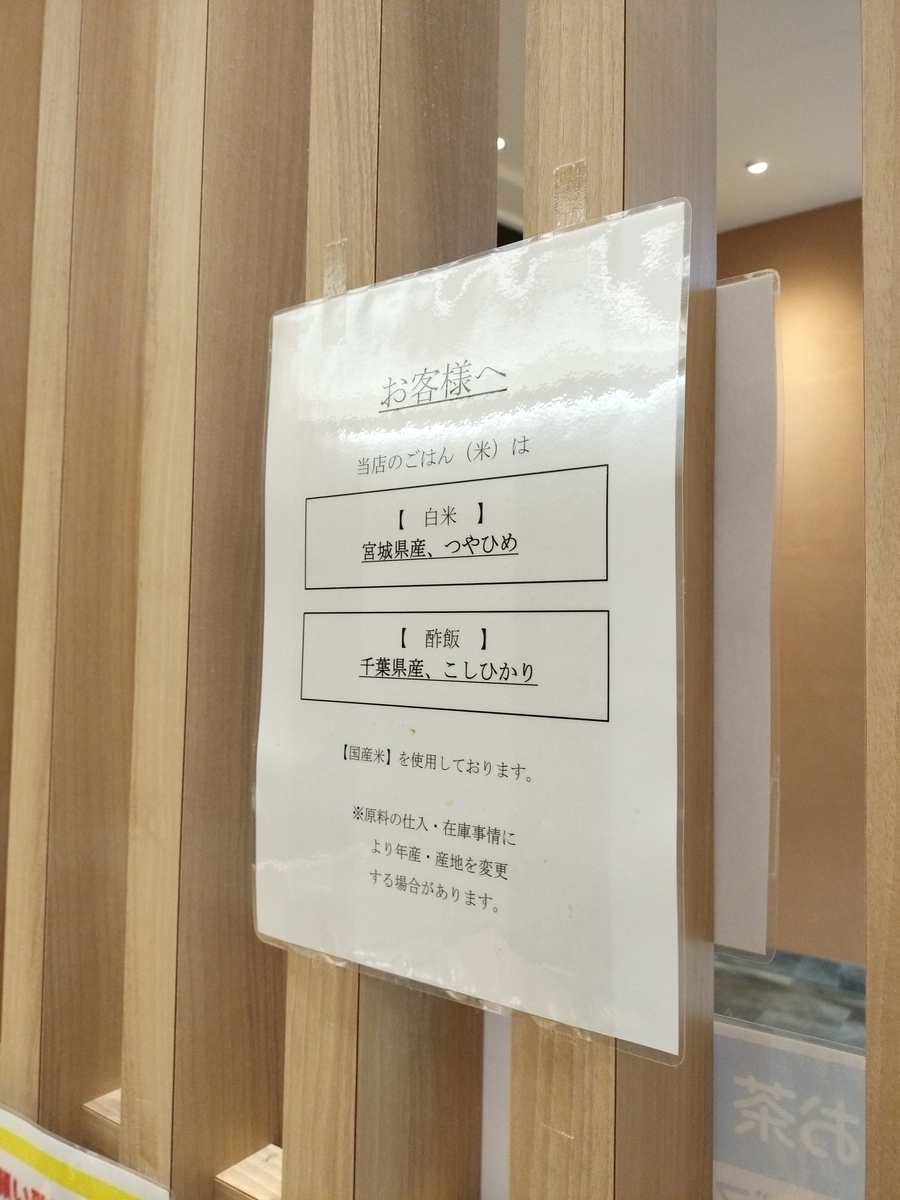 お客様へ
当店のごはん（米）は
【　白米　】
宮城県産、つやひめ
【　酢飯　】
千葉県産、こしひかり
【国産米】を使用しております。
※原料の仕入・在庫事情に
より年産・産地を変更
する場合があります。
お茶